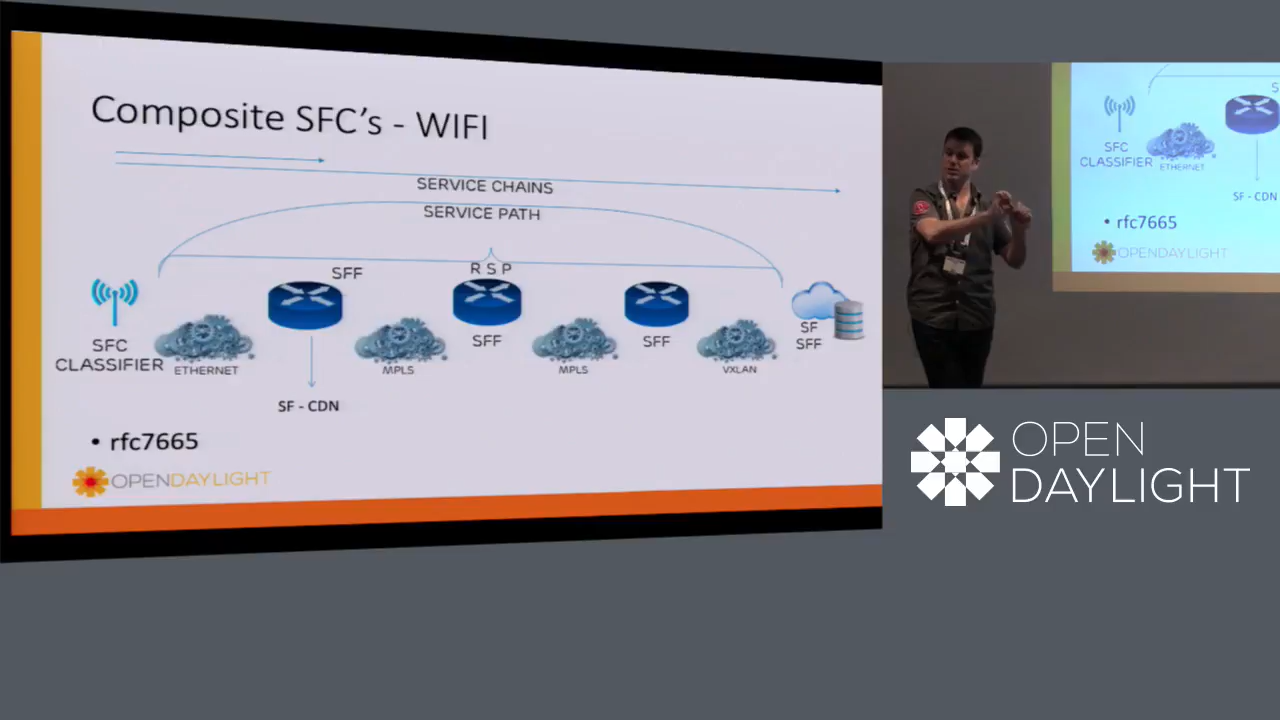 Composite SFC's - WIFI
SERVICE CHAINS
SERVICE PATH
R S P
SFF
SFF
SFF
SF
SFF
SFC
CLASSIFIER
ETHERNET
MPLS
MPLS
VXLAN
SF - CDN
• rfc7665
OPENDAYLIGHT
SFC
CLASSIFIER
ETHERNET
S
SF - CDN
• rfc7665
OPENDAYLIGHT
OPEN
DAYLIGHT